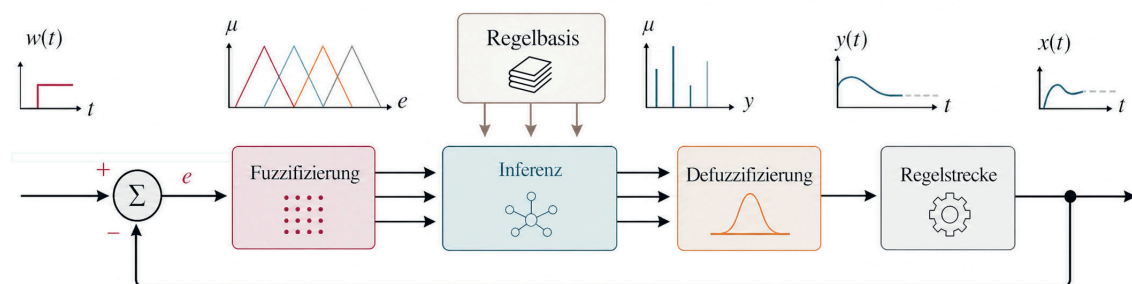 w(t)
t
μ
e
Regelbasis
μ
y
y(t)
t
x(t)
t
+
Σ
−
e
Fuzzifizierung
Inferenz
Defuzzifizierung
Regelstrecke